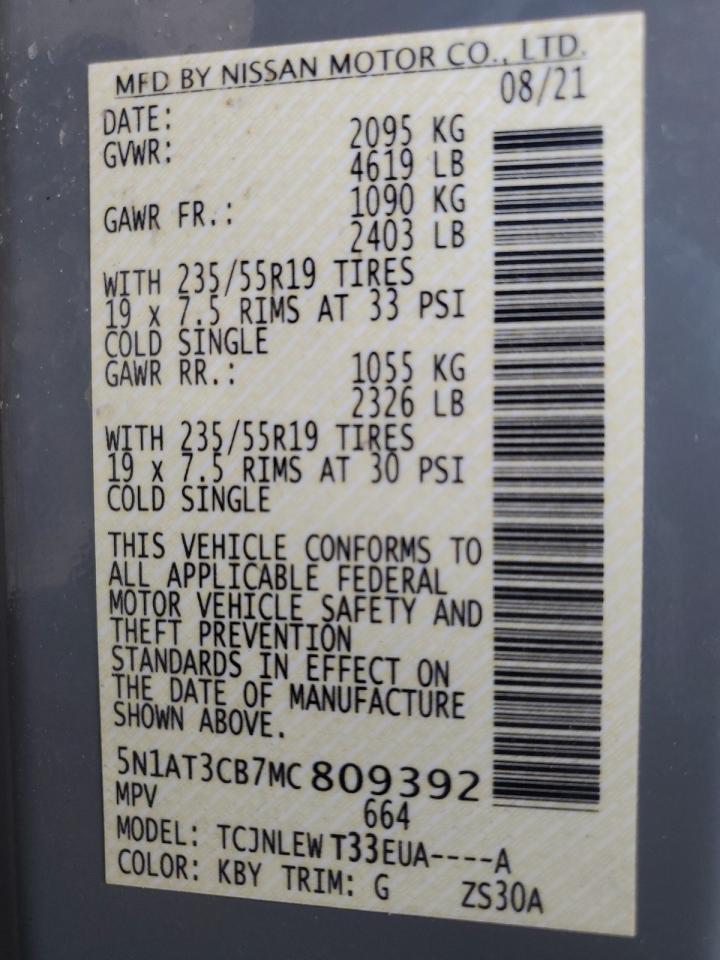 MFD BY NISSAN MOTOR CO., LTD.
DATE: 08/21
GVWR: 2095 KG
4619 LB
GAWR FR.: 1090 KG
2403 LB
WITH 235/55R19 TIRES
19 x 7.5 RIMS AT 33 PSI
COLD SINGLE
GAWR RR.: 1055 KG
2326 LB
WITH 235/55R19 TIRES
19 x 7.5 RIMS AT 30 PSI
COLD SINGLE
THIS VEHICLE CONFORMS TO
ALL APPLICABLE FEDERAL
MOTOR VEHICLE SAFETY AND
THEFT PREVENTION
STANDARDS IN EFFECT ON
THE DATE OF MANUFACTURE
SHOWN ABOVE.
5N1AT3CB7MC 809392
MPV 664
MODEL: TCJNLEW T33EUA----A
COLOR: KBY TRIM: G ZS30A